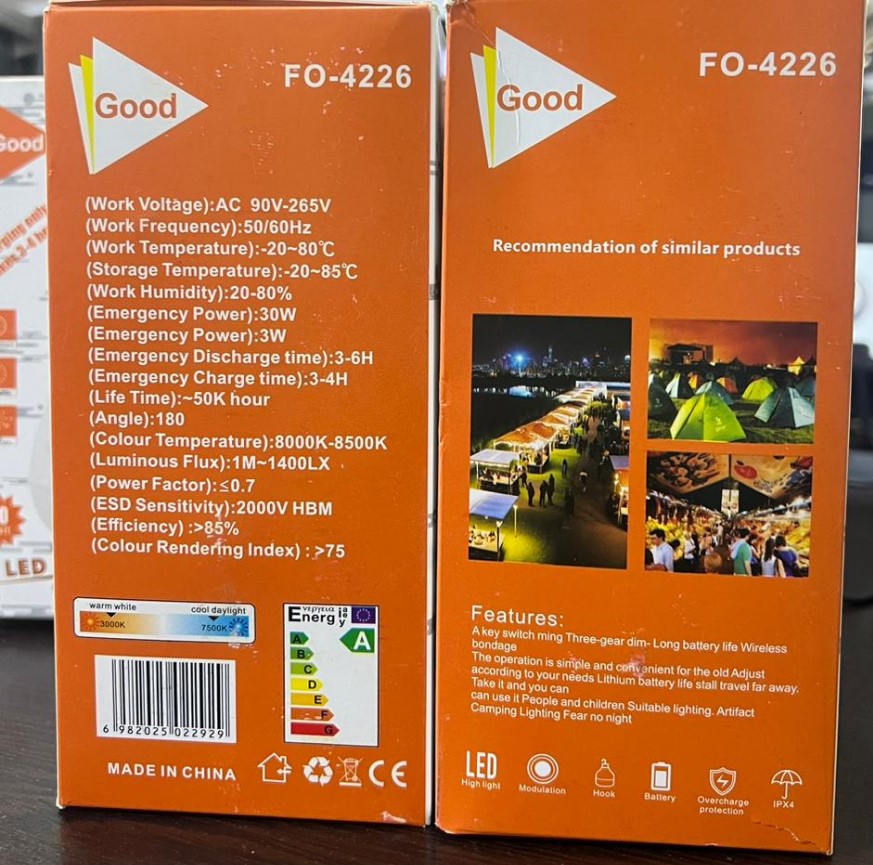 Good
FO-4226
(Work Voltage):AC 90V-265V
(Work Frequency):50/60Hz
(Work Temperature):-20~80℃
(Storage Temperature):-20~85℃
(Work Humidity):20-80%
(Emergency Power):30W
(Emergency Power):3W
(Emergency Discharge time):3-6H
(Emergency Charge time):3-4H
(Life Time):~50K hour
(Angle):180
(Colour Temperature):8000K-8500K
(Luminous Flux):1M~1400LX
(Power Factor):≤0.7
(ESD Sensitivity):2000V HBM
(Efficiency) :>85%
(Colour Rendering Index) : >75
warm white cool daylight
3000K 7500K
Energ
A
A
B
C
D
E
F
G
6 982025 022929
MADE IN CHINA
CE
Good
FO-4226
Recommendation of similar products
Features:
A key switch ming Three-gear dim- Long battery life Wireless
bondage
The operation is simple and convenient for the old Adjust
according to your needs Lithium battery life stall travel far away.
Take it and you can
can use it People and children Suitable lighting. Artifact
Camping Lighting Fear no night
LED
High light
Modulation
Hook
Battery
Overcharge
protection
IPX4
Good
LED